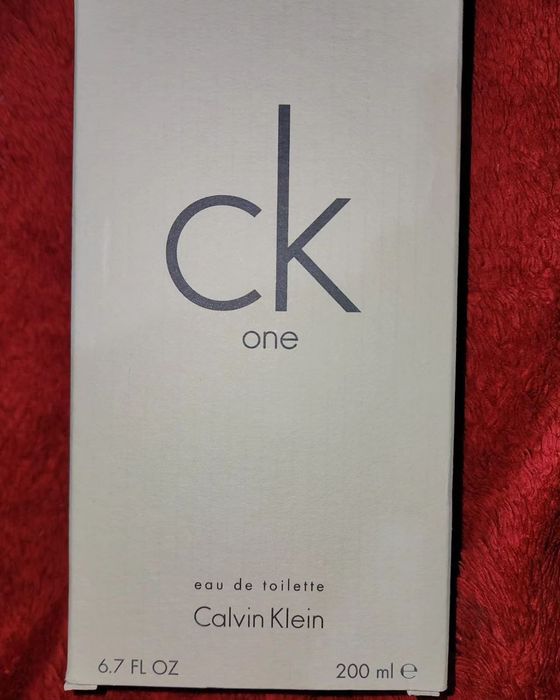 ck
one
eau de toilette
Calvin Klein
6.7 FL OZ 200 ml ℮